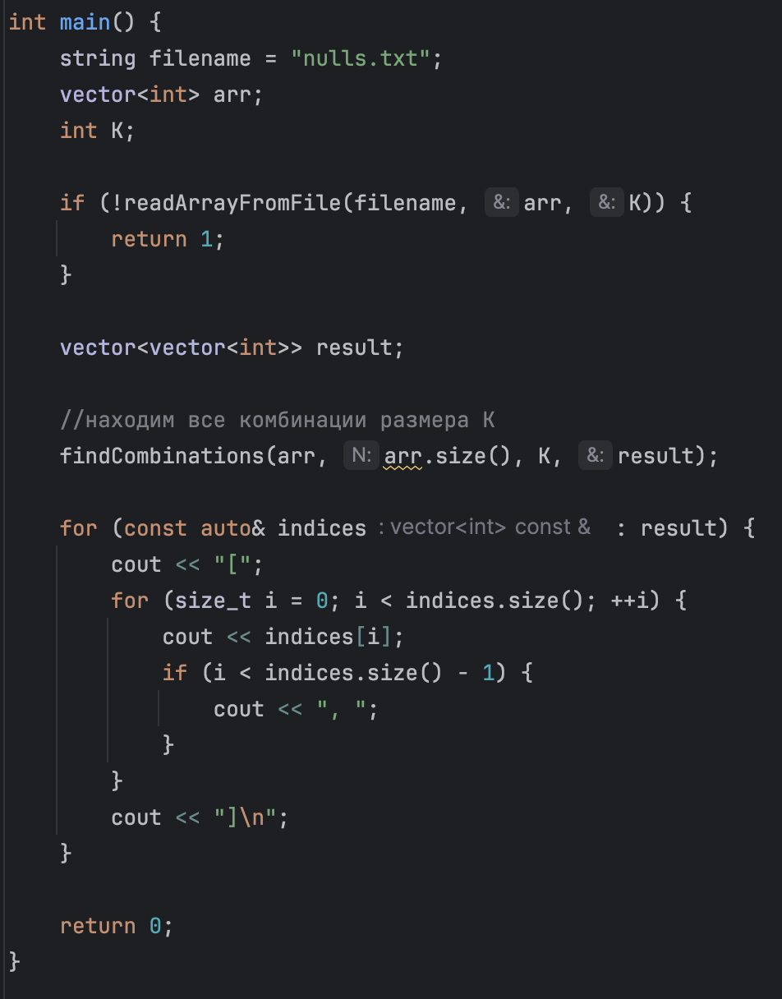 int main() {
    string filename = "nulls.txt";
    vector<int> arr;
    int K;

    if (!readArrayFromFile(filename, &: arr, &: K)) {
        return 1;
    }

    vector<vector<int>> result;

    //находим все комбинации размера K
    findCombinations(arr, N: arr.size(), K, &: result);

    for (const auto& indices : vector<int> const & : result) {
        cout << "[";
        for (size_t i = 0; i < indices.size(); ++i) {
            cout << indices[i];
            if (i < indices.size() - 1) {
                cout << ", ";
            }
        }
        cout << "]\n";
    }

    return 0;
}